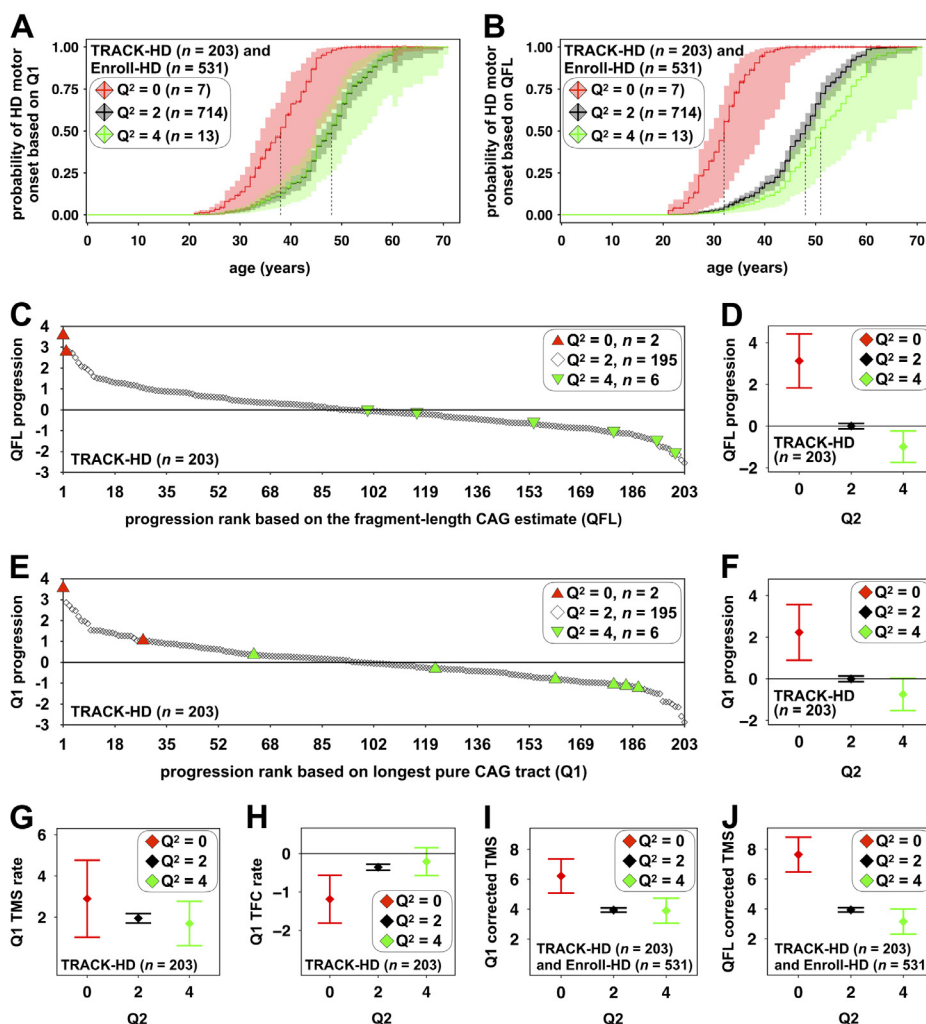 A
probability of HD motor
onset based on Q1
1.00
0.75
0.50
0.25
0.00
TRACK-HD (n = 203) and
Enroll-HD (n = 531)
Q² = 0 (n = 7)
Q² = 2 (n = 714)
Q² = 4 (n = 13)
0 10 20 30 40 50 60 70
age (years)
B
probability of HD motor
onset based on QFL
1.00
0.75
0.50
0.25
0.00
TRACK-HD (n = 203) and
Enroll-HD (n = 531)
Q² = 0 (n = 7)
Q² = 2 (n = 714)
Q² = 4 (n = 13)
0 10 20 30 40 50 60 70
age (years)
C
QFL progression
4
3
2
1
0
-1
-2
-3
Q² = 0, n = 2
Q² = 2, n = 195
Q² = 4, n = 6
TRACK-HD (n = 203)
1 18 35 52 68 85 102 119 136 153 169 186 203
progression rank based on the fragment-length CAG estimate (QFL)
D
QFL progression
4
2
0
−2
Q² = 0
Q² = 2
Q² = 4
TRACK-HD
(n = 203)
0 2 4
Q2
E
Q1 progression
4
3
2
1
0
-1
-2
-3
Q² = 0, n = 2
Q² = 2, n = 195
Q² = 4, n = 6
TRACK-HD (n = 203)
1 18 35 52 68 85 102 119 136 153 169 186 203
progression rank based on longest pure CAG tract (Q1)
F
Q1 progression
4
2
0
−2
Q² = 0
Q² = 2
Q² = 4
TRACK-HD
(n = 203)
0 2 4
Q2
G
Q1 TMS rate
6
4
2
Q² = 0
Q² = 2
Q² = 4
TRACK-HD (n = 203)
0 2 4
Q2
H
Q1 TFC rate
0
−1
−2
Q² = 0
Q² = 2
Q² = 4
TRACK-HD (n = 203)
0 2 4
Q2
I
Q1 corrected TMS
8
6
4
2
Q² = 0
Q² = 2
Q² = 4
TRACK-HD (n = 203)
and Enroll-HD (n = 531)
0 2 4
Q2
J
QFL corrected TMS
8
6
4
2
Q² = 0
Q² = 2
Q² = 4
TRACK-HD (n = 203)
and Enroll-HD (n = 531
0 2 4
Q2